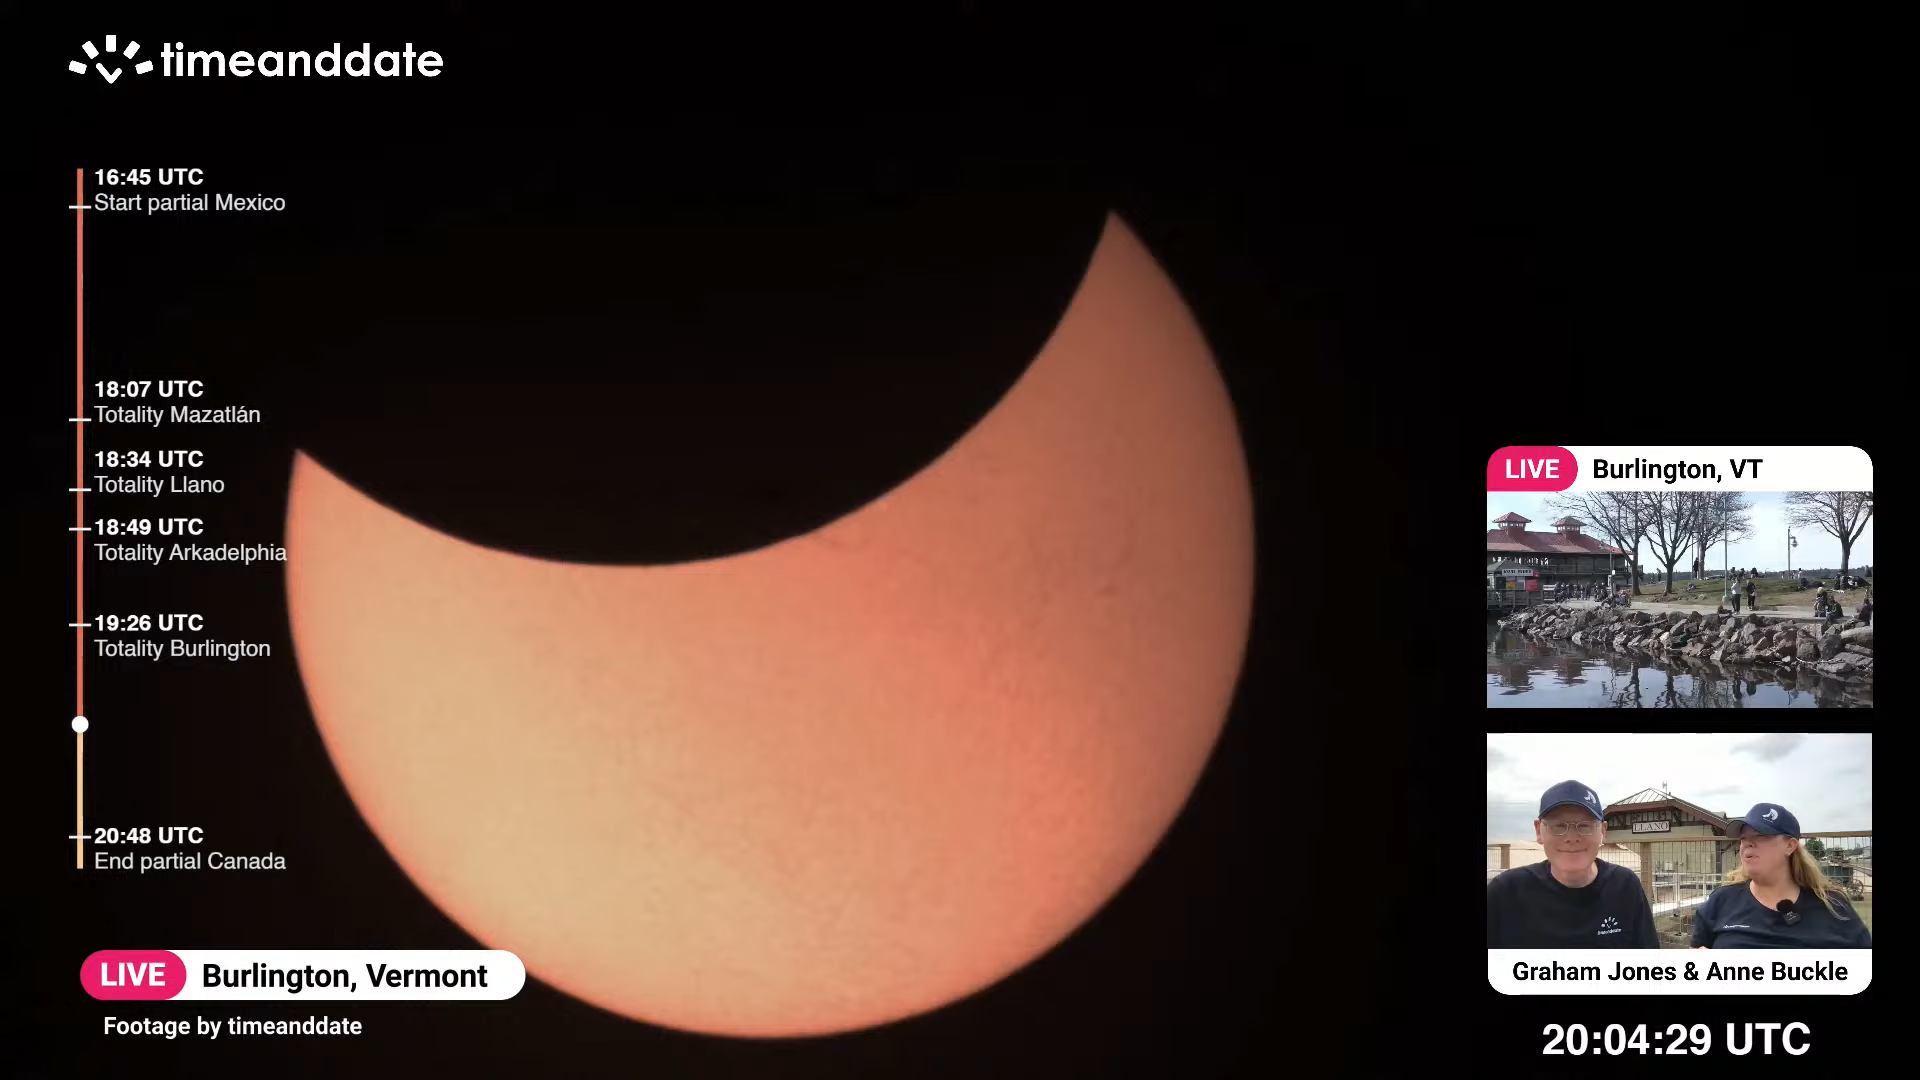 timeanddate
16:45 UTC
Start partial Mexico
18:07 UTC
Totality Mazatlán
18:34 UTC
Totality Llano
18:49 UTC
Totality Arkadelphia
19:26 UTC
Totality Burlington
20:48 UTC
End partial Canada
LIVE Burlington, Vermont
Footage by timeanddate
LIVE Burlington, VT
LLANO
timeanddate
Graham Jones & Anne Buckle
20:04:29 UTC